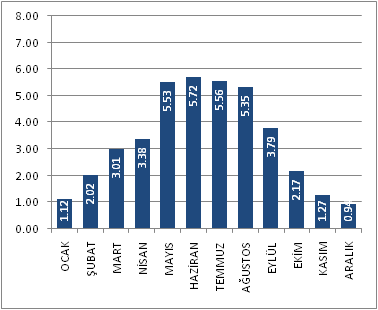 8.00
7.00
6.00
5.00
4.00
3.00
2.00
1.00
0.00
1.12
2.02
3.01
3.38
5.53
5.72
5.56
5.35
3.79
2.17
1.27
0.94
OCAK
ŞUBAT
MART
NİSAN
MAYIS
HAZİRAN
TEMMUZ
AĞUSTOS
EYLÜL
EKİM
KASIM
ARALIK